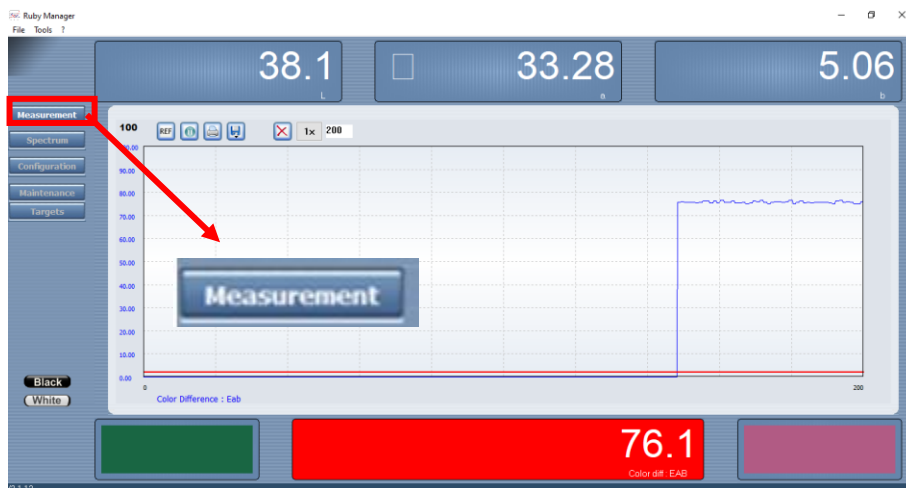 Ruby Manager
File Tools ?
38.1
L
33.28
a
5.06
b
Measurement
Spectrum
Configuration
Maintenance
Targets
Black
White
100
REF
1x
200
90.00
80.00
70.00
60.00
50.00
40.00
30.00
20.00
10.00
0.00
0
200
Color Difference : Eab
Measurement
76.1
Color diff : EAB